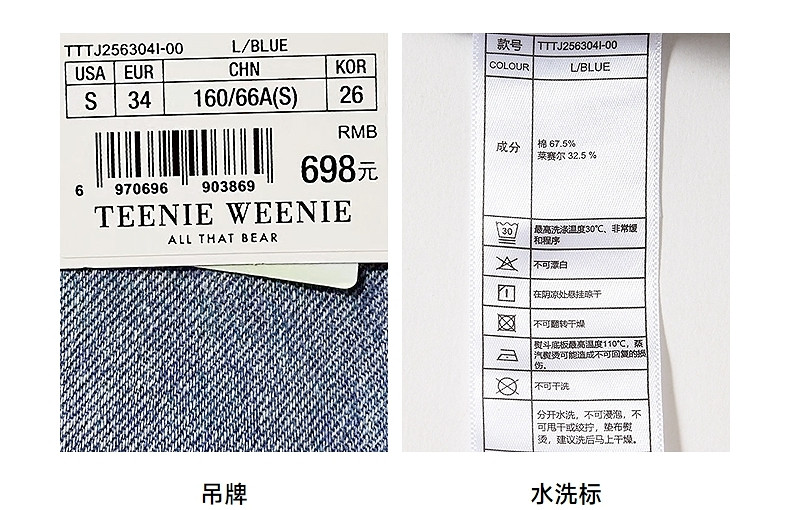 TTTJ256304I-00 L/BLUE
USA EUR CHN KOR
S 34 160/66A(S) 26
RMB
698元
6 970696 903869
TEENIE WEENIE
ALL THAT BEAR
吊牌
款号 TTTJ256304I-00
COLOUR L/BLUE
成分
棉 67.5%
莱赛尔 32.5 %
30
最高洗涤温度30℃、非常缓
和程序
不可漂白
在阴凉处悬挂晾干
不可翻转干燥
熨斗底板最高温度110℃，蒸
汽熨烫可能造成不可回复的损
伤。
不可干洗
分开水洗，不可浸泡，不
可甩干或绞拧，垫布熨
烫，建议洗后马上干燥。
水洗标